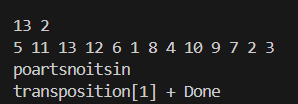 13 2
5 11 13 12 6 1 8 4 10 9 7 2 3
poartsnoitsin
transposition[1] + Done